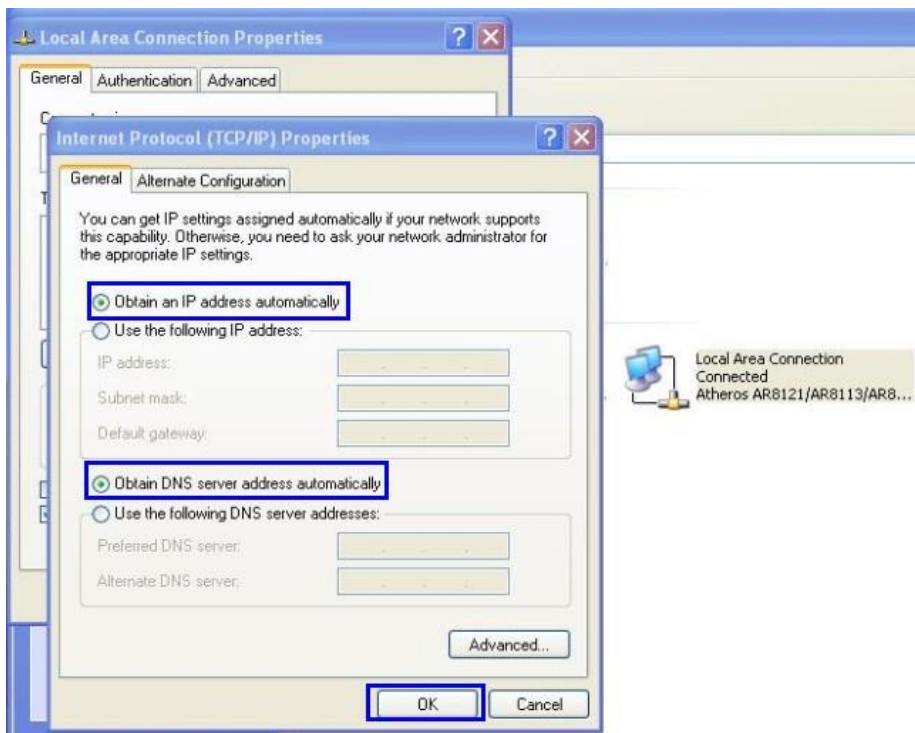 Local Area Connection Properties
General Authentication Advanced
Internet Protocol (TCP/IP) Properties
General Alternate Configuration
You can get IP settings assigned automatically if your network supports
this capability. Otherwise, you need to ask your network administrator for
the appropriate IP settings.
Obtain an IP address automatically
Use the following IP address:
IP address:
Subnet mask:
Default gateway:
Obtain DNS server address automatically
Use the following DNS server addresses:
Preferred DNS server:
Alternate DNS server:
Advanced...
OK Cancel
Local Area Connection
Connected
Atheros AR8121/AR8113/AR8...